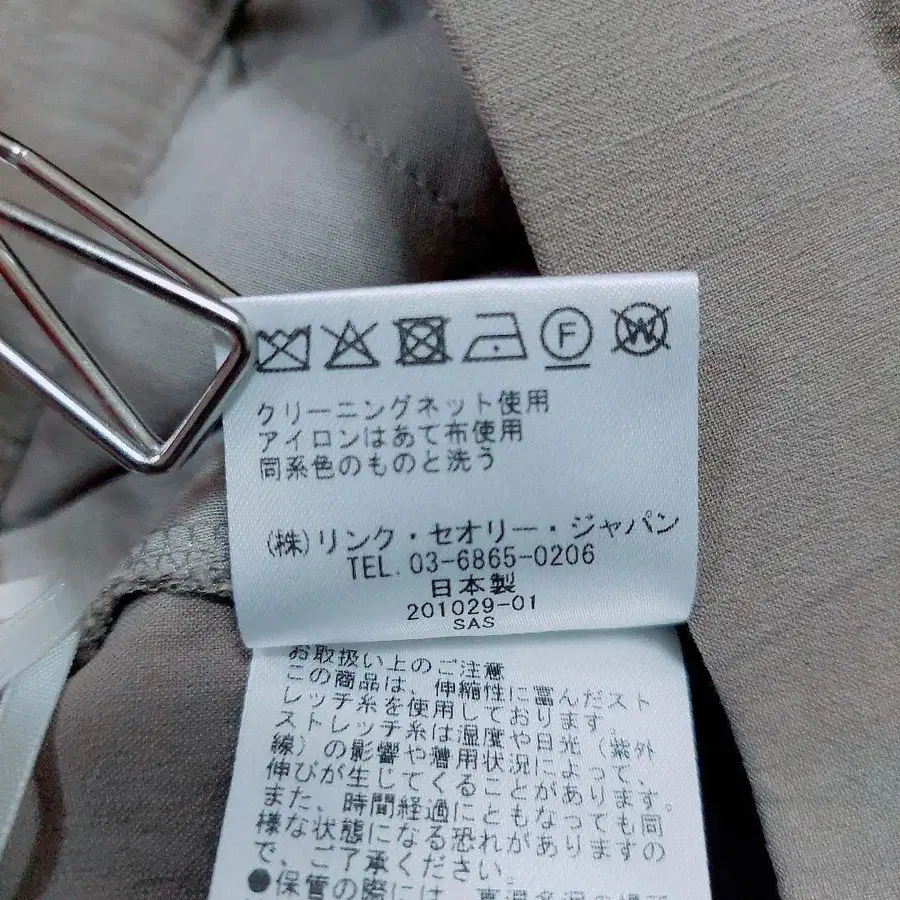 F W
クリーニングネット使用
アイロンはあて布使用
同系色のものと洗う
(株)リンク・セオリー・ジャパン
TEL. 03-6865-0206
日本製
201029-01
SAS
お取扱い上のご注意
この商品は、伸縮性に富んだスト
レッチ糸を使用しております。
ストレッチ糸は湿度や日光(紫外
線)の影響や着用状況によって、
伸びが生じてくることがあります。
また、時間経過にともなっても同
様な状態になる恐れがありますの
で、ご了承ください。
●保管の際には、高温多湿の